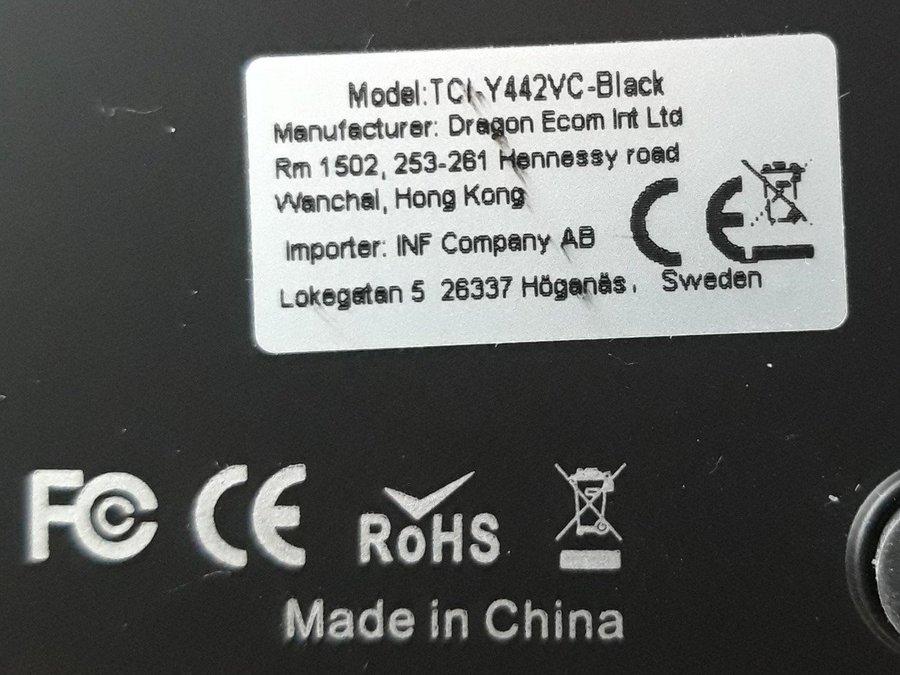 Model:TCI-Y442VC-Black
Manufacturer: Dragon Ecom Int Ltd
Rm 1502, 253-261 Hennessy road
Wanchai, Hong Kong
Importer: INF Company AB
Lokegatan 5 26337 Höganäs, Sweden
CE
FC CE RoHS
Made in China